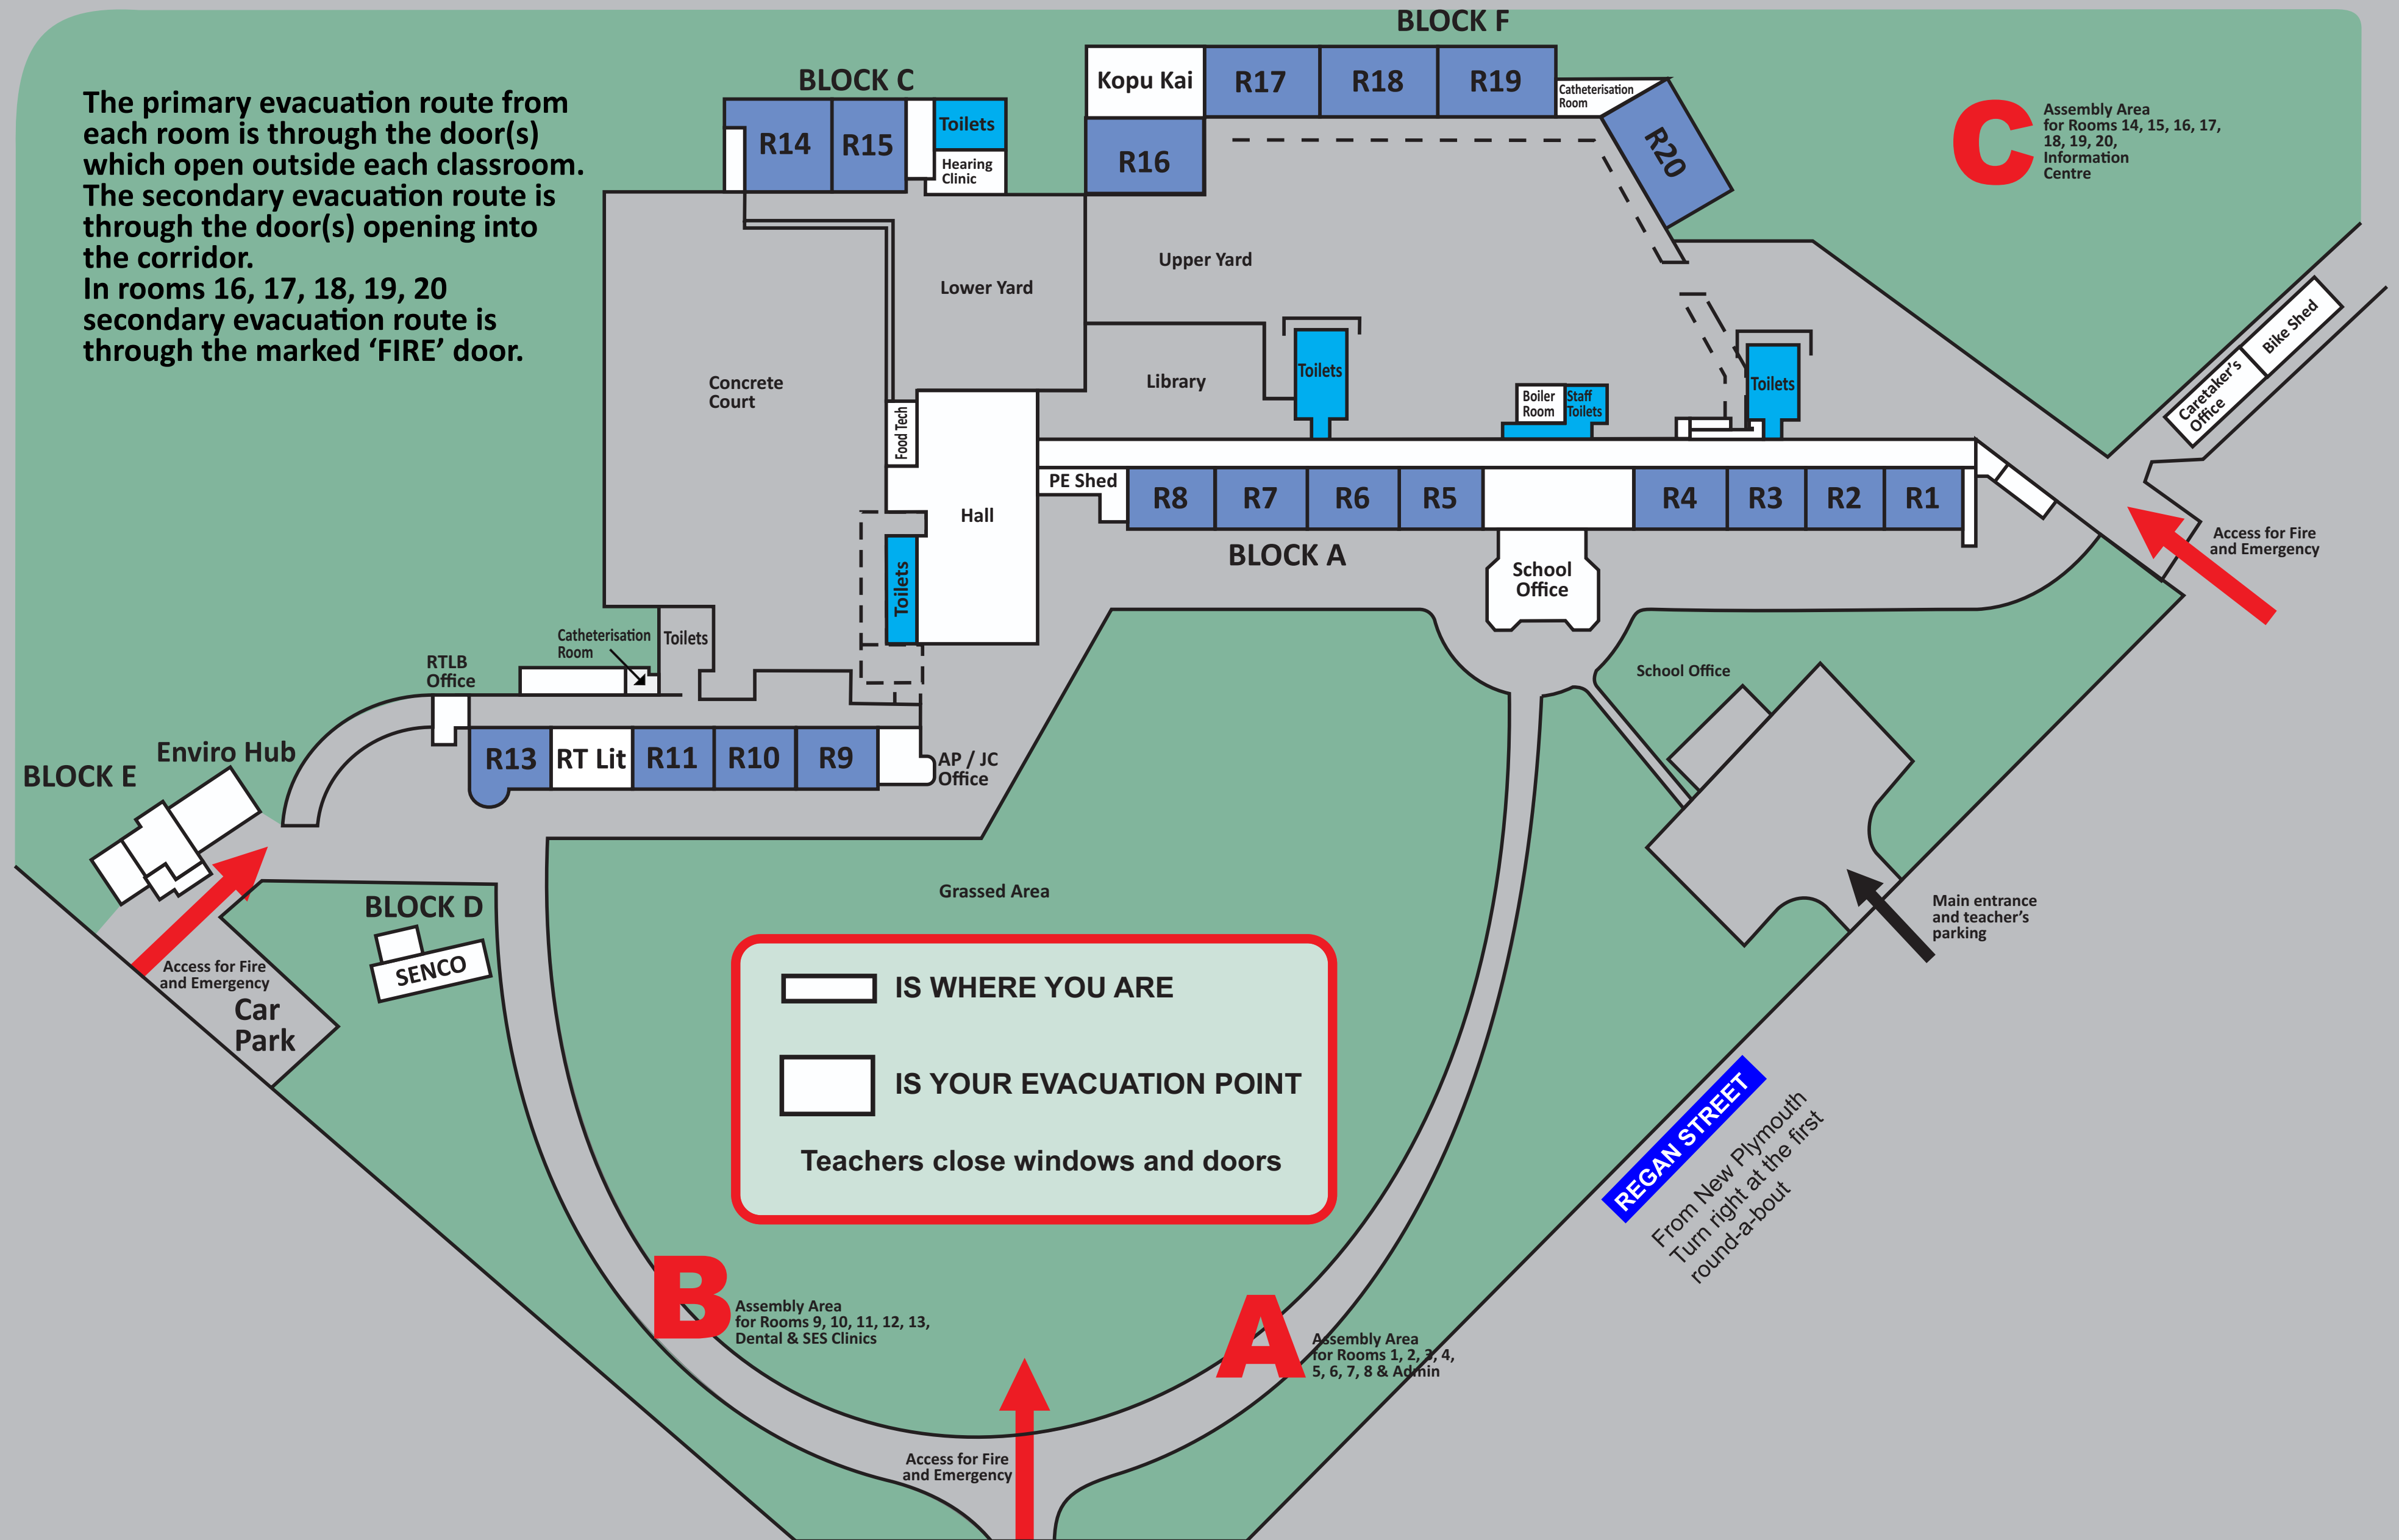 BLOCK F
BLOCK C
The primary evacuation route from
each room is through the door(s)
which open outside each classroom.
The secondary evacuation route is
through the door(s) opening into
the corridor.
In rooms 16, 17, 18, 19, 20
secondary evacuation route is
through the marked ‘FIRE’ door.
R14
R15
Toilets
Hearing
Clinic
Kopu Kai
R17
R18
R19
Catheterisation
Room
R16
R20
C
Assembly Area
for Rooms 14, 15, 16, 17,
18, 19, 20,
Information
Centre
Upper Yard
Lower Yard
Concrete
Court
Library
Toilets
Boiler
Room
Staff
Toilets
Toilets
Bike Shed
Caretaker's
Office
Food Tech
Hall
Toilets
PE Shed
R8
R7
R6
R5
R4
R3
R2
R1
BLOCK A
School
Office
Access for Fire
and Emergency
Catheterisation
Room
Toilets
RTLB
Office
School Office
Enviro Hub
BLOCK E
R13
RT Lit
R11
R10
R9
AP / JC
Office
Grassed Area
BLOCK D
SENCO
Access for Fire
and Emergency
Car
Park
Main entrance
and teacher’s
parking
IS WHERE YOU ARE
IS YOUR EVACUATION POINT
Teachers close windows and doors
REGAN STREET
From New Plymouth
Turn right at the first
round-a-bout
B
Assembly Area
for Rooms 9, 10, 11, 12, 13,
Dental & SES Clinics
A
Assembly Area
for Rooms 1, 2, 3, 4,
5, 6, 7, 8 & Admin
Access for Fire
and Emergency